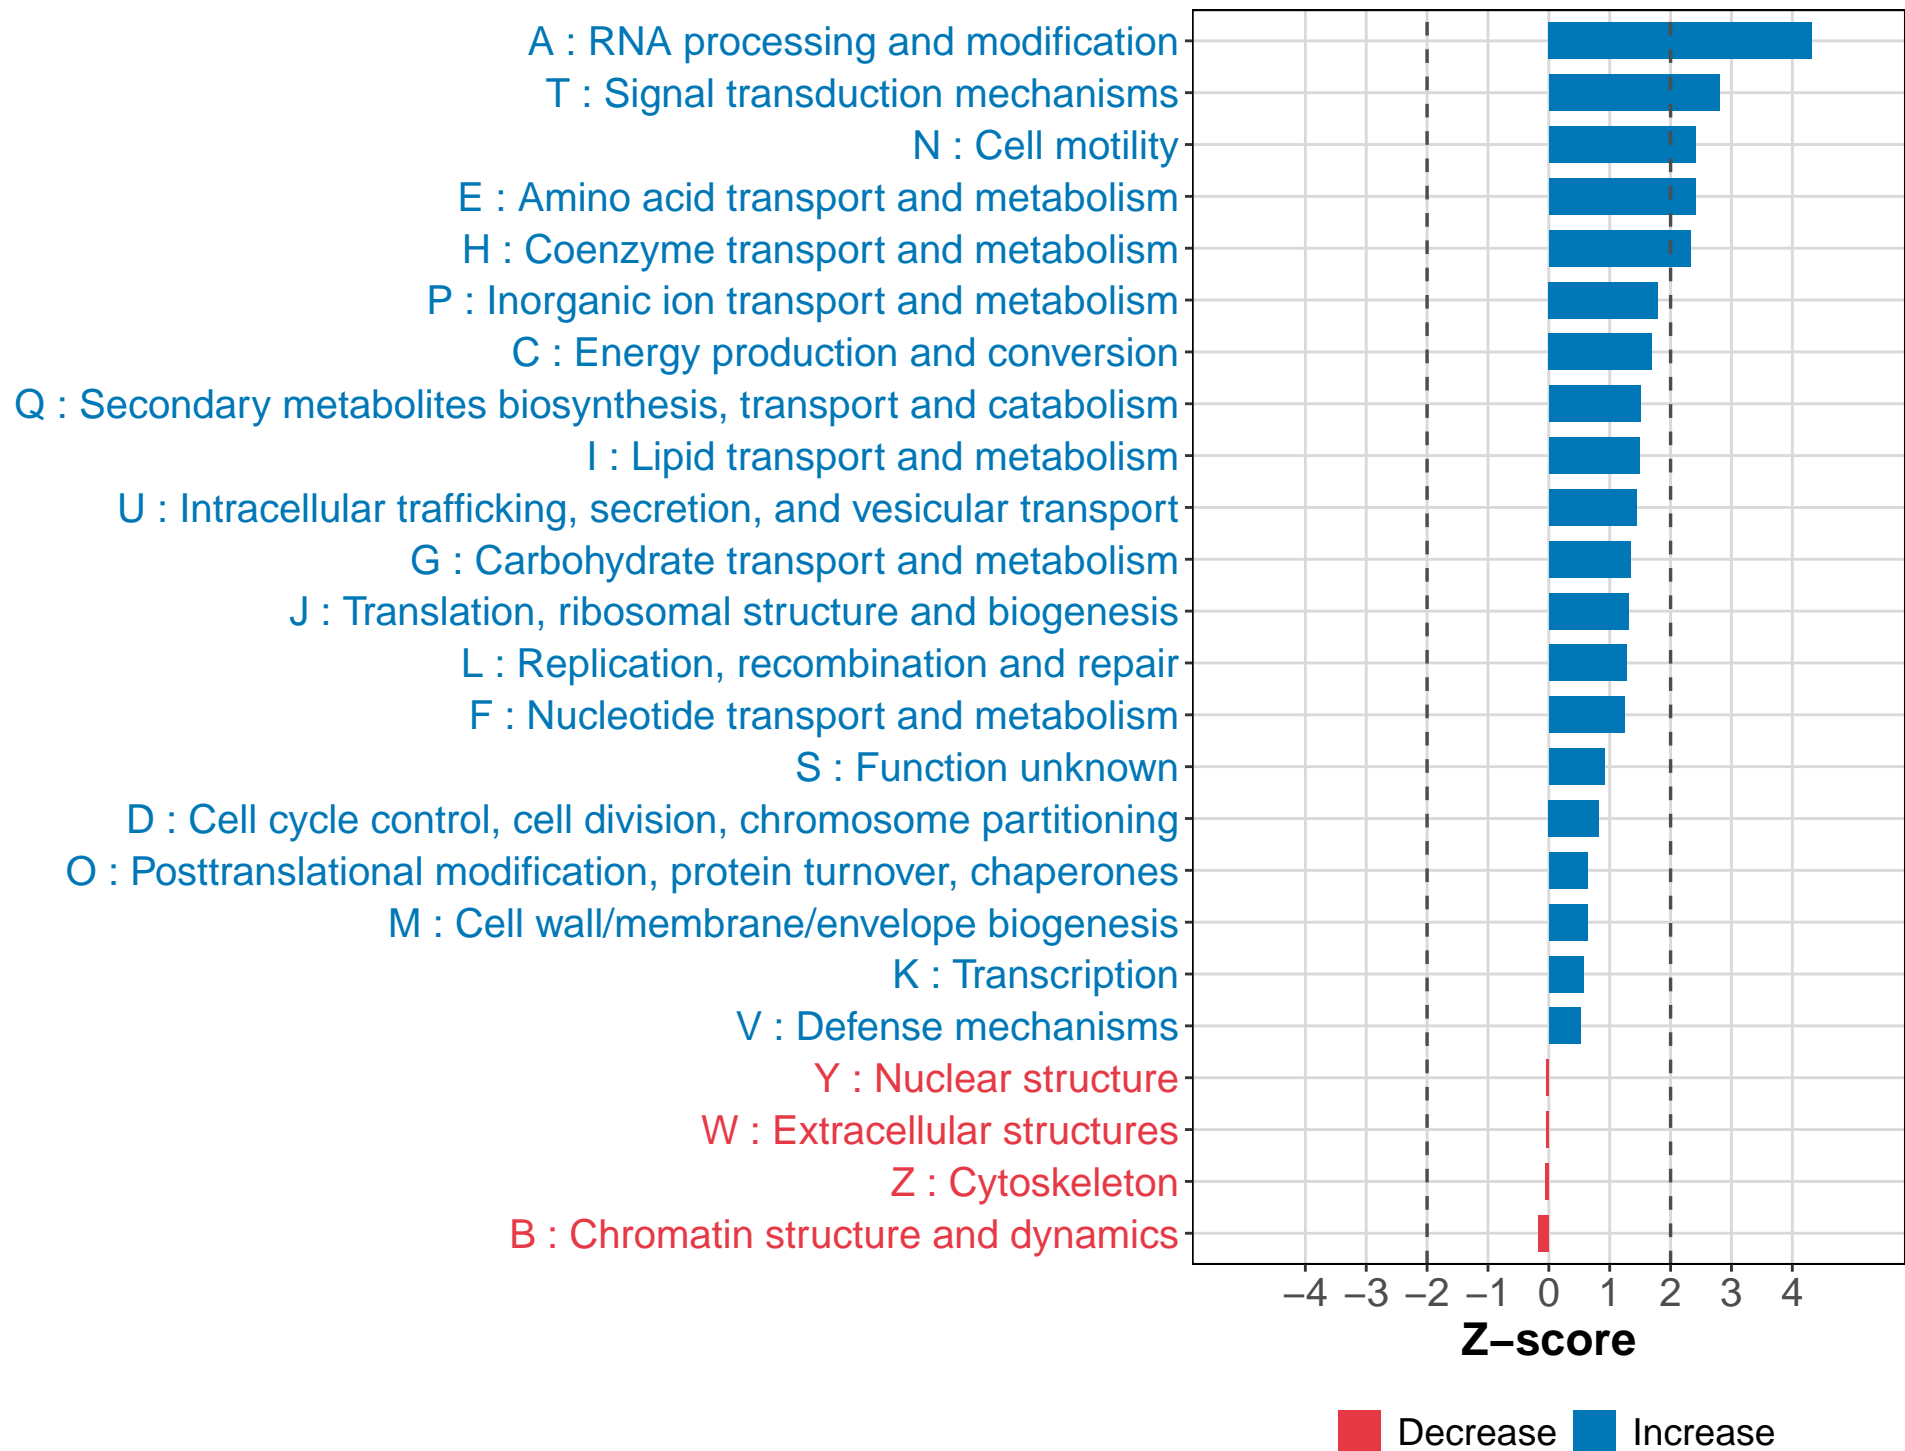 A : RNA processing and modification
T : Signal transduction mechanisms
N : Cell motility
E : Amino acid transport and metabolism
H : Coenzyme transport and metabolism
P : Inorganic ion transport and metabolism
C : Energy production and conversion
Q : Secondary metabolites biosynthesis, transport and catabolism
I : Lipid transport and metabolism
U : Intracellular trafficking, secretion, and vesicular transport
G : Carbohydrate transport and metabolism
J : Translation, ribosomal structure and biogenesis
L : Replication, recombination and repair
F : Nucleotide transport and metabolism
S : Function unknown
D : Cell cycle control, cell division, chromosome partitioning
O : Posttranslational modification, protein turnover, chaperones
M : Cell wall/membrane/envelope biogenesis
K : Transcription
V : Defense mechanisms
Y : Nuclear structure
W : Extracellular structures
Z : Cytoskeleton
B : Chromatin structure and dynamics
−4 −3 −2 −1 0 1 2 3 4
Z−score
Decrease Increase